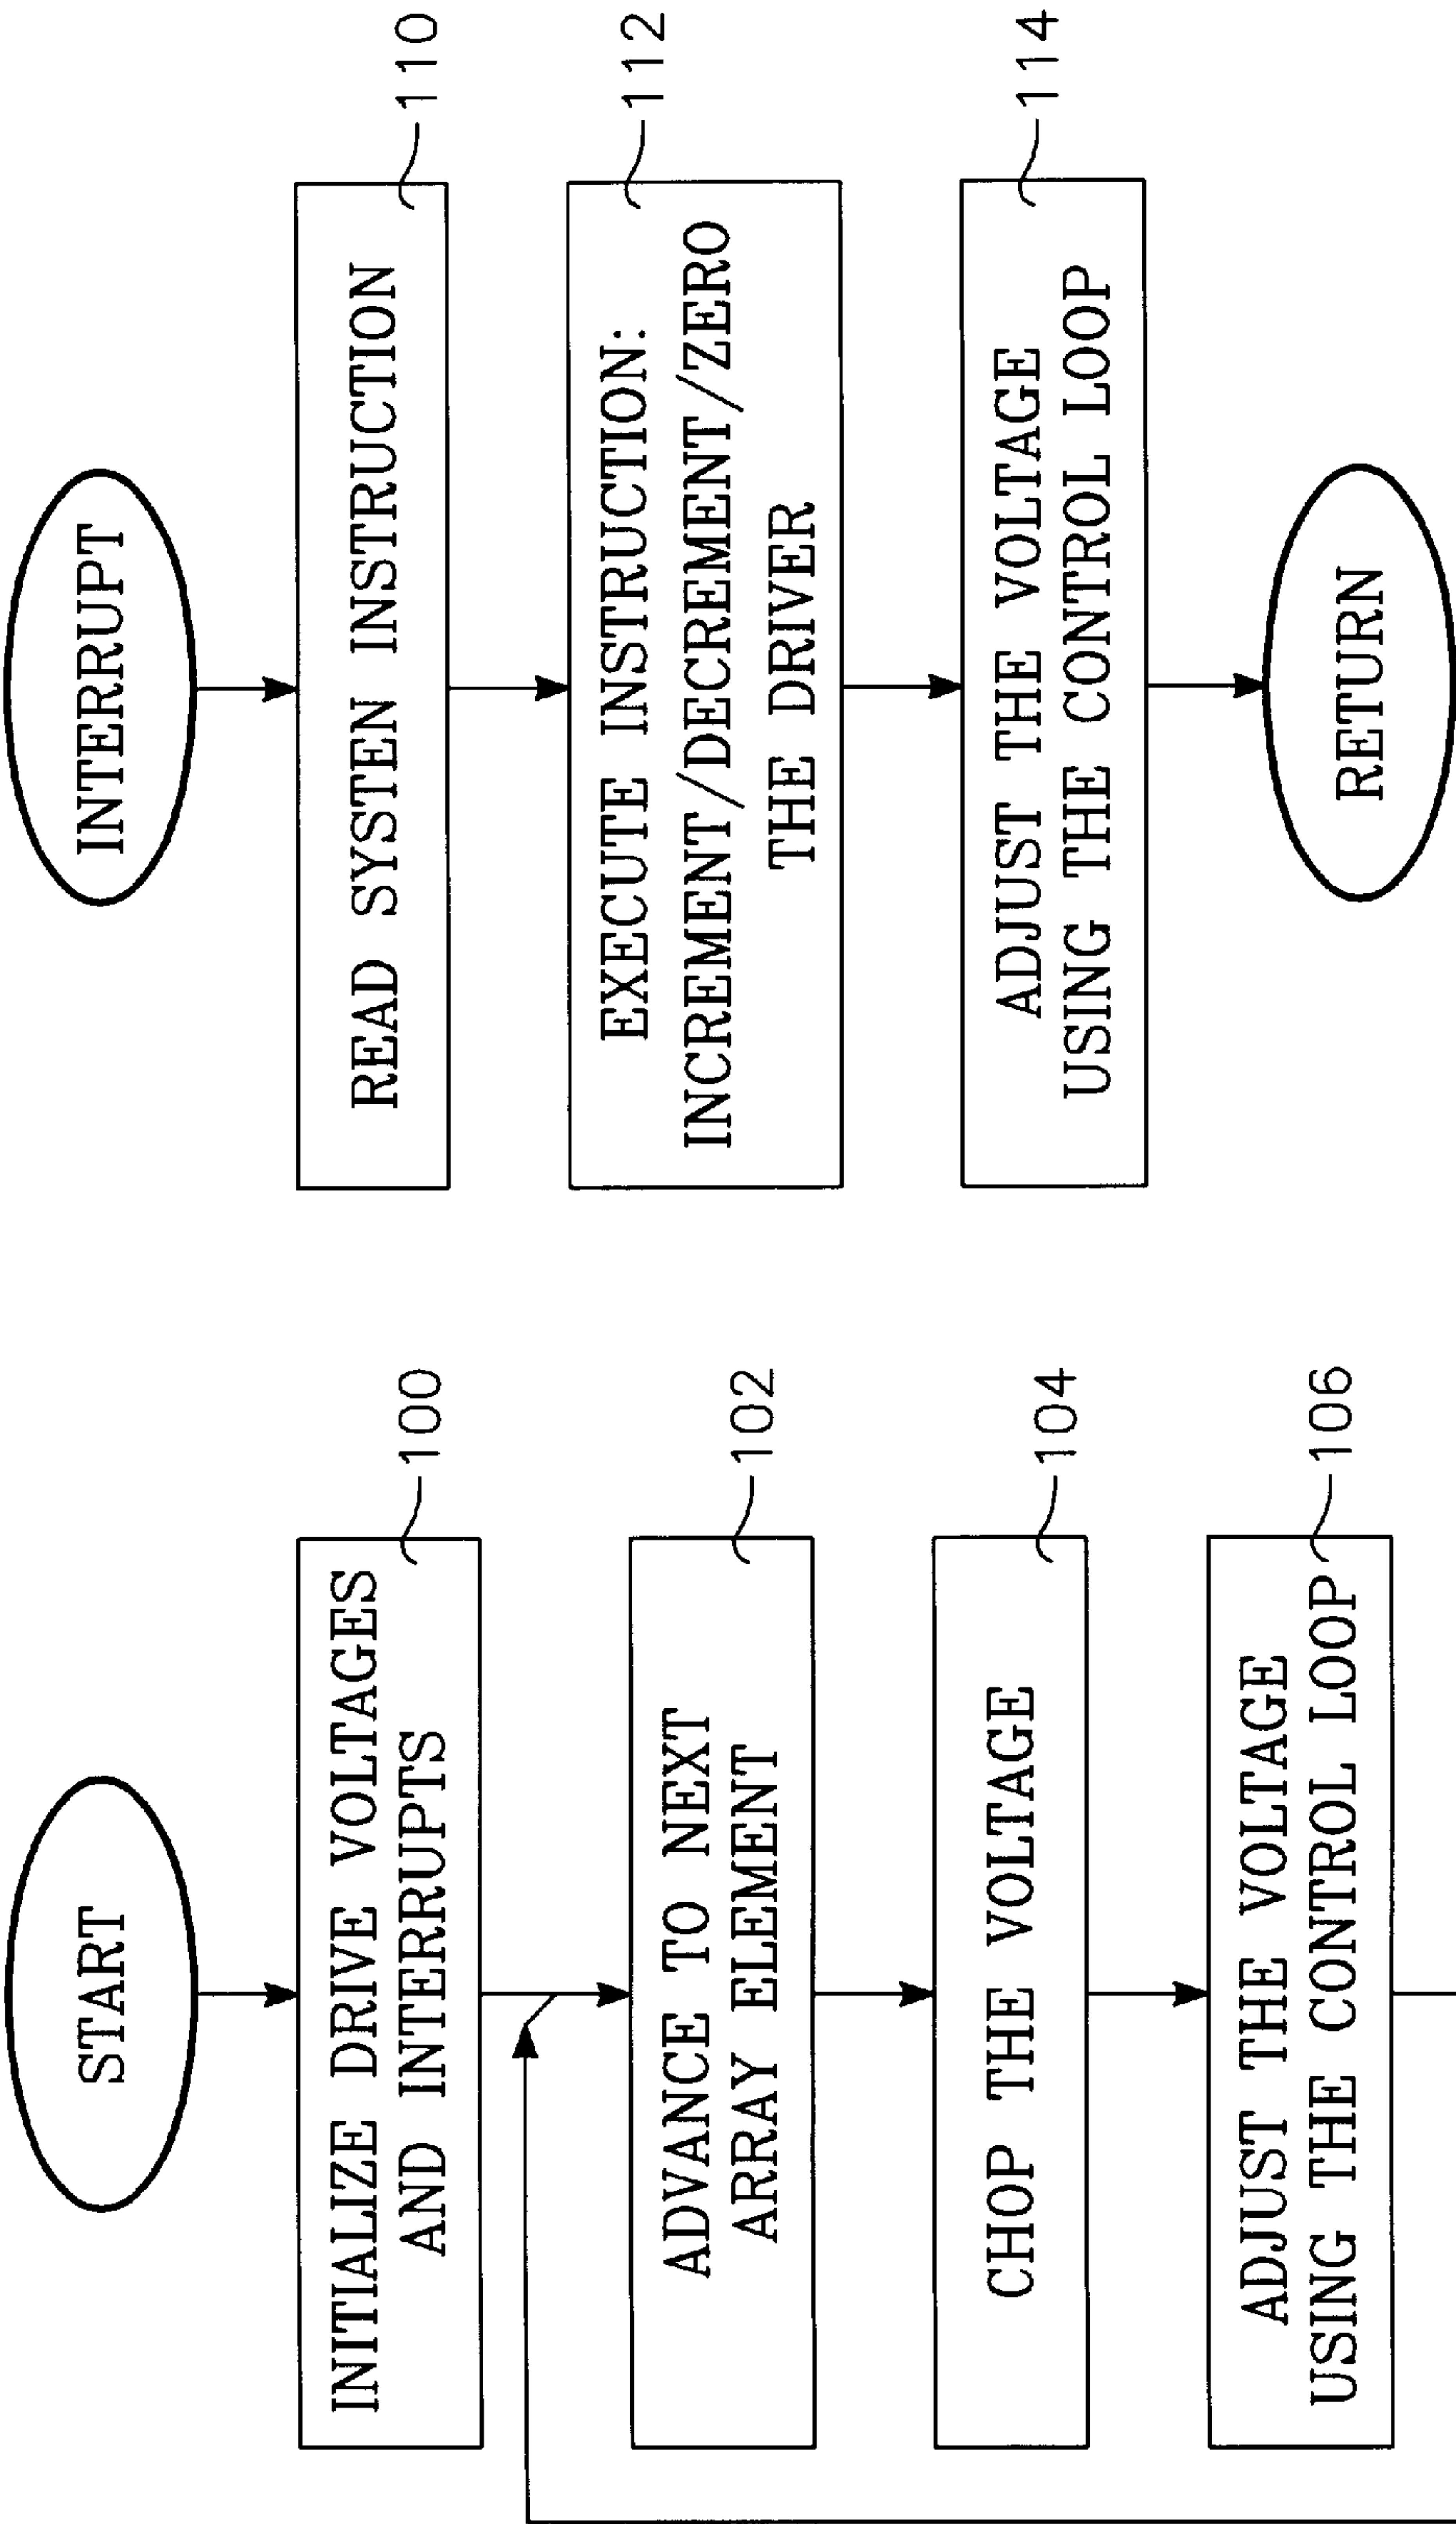 START
INITIALIZE DRIVE VOLTAGES
AND INTERRUPTS
100
ADVANCE TO NEXT
ARRAY ELEMENT
102
CHOP THE VOLTAGE
104
ADJUST THE VOLTAGE
USING THE CONTROL LOOP
106
INTERRUPT
READ SYSTEN INSTRUCTION
110
EXECUTE INSTRUCTION:
INCREMENT/DECREMENT/ZERO
THE DRIVER
112
ADJUST THE VOLTAGE
USING THE CONTROL LOOP
114
RETURN